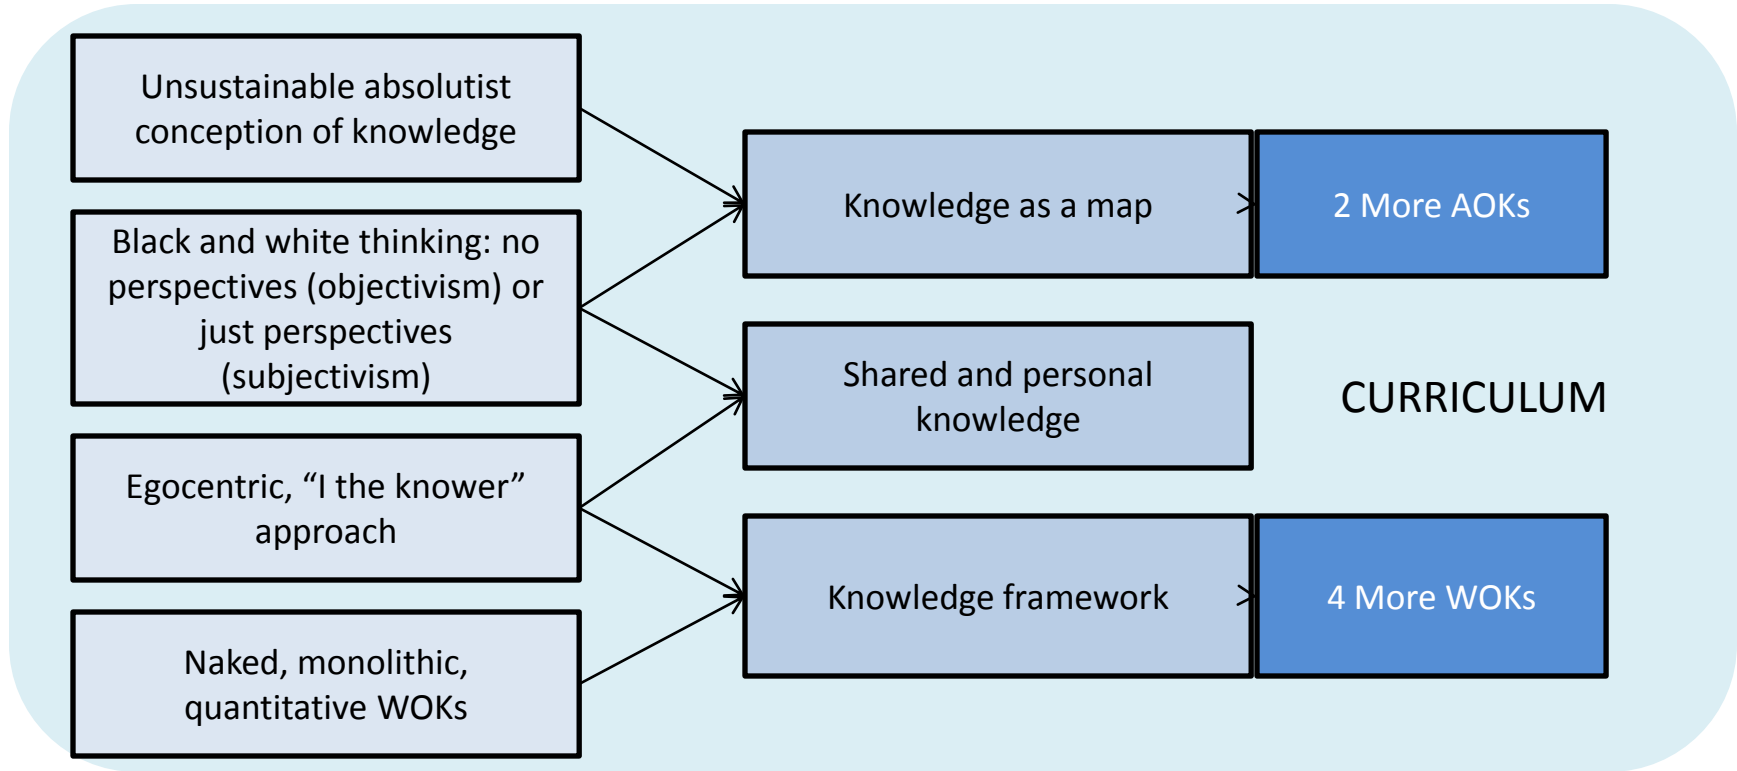 Unsustainable absolutist
conception of knowledge
Black and white thinking: no
perspectives (objectivism) or
just perspectives
(subjectivism)
Egocentric, “I the knower”
approach
Naked, monolithic,
quantitative WOKs
Knowledge as a map
2 More AOKs
Shared and personal
knowledge
CURRICULUM
Knowledge framework
4 More WOKs